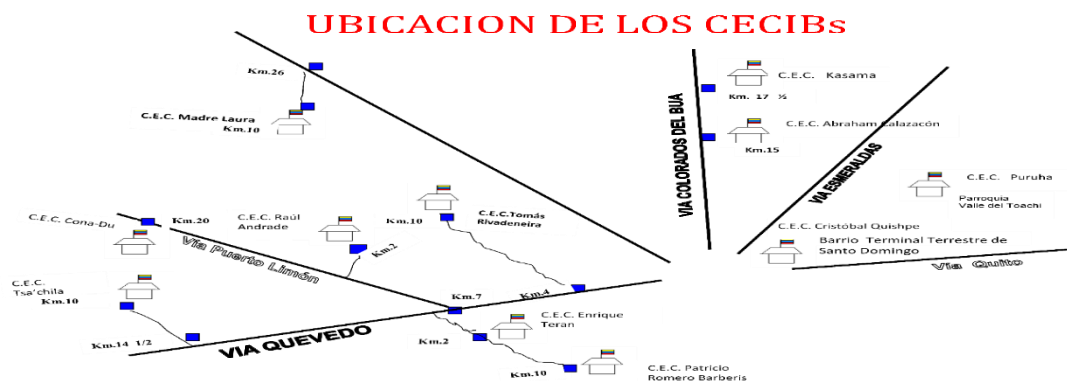 UBICACION DE LOS CECIBs
Km.26
C.E.C. Madre Laura
Km.10
C.E.C. Kasama
Km. 17 ½
C.E.C. Abraham Calazacón
Km.15
VIA COLORADOS DEL BUA
VIA ESMERALDAS
C.E.C. Puruha
Parroquia
Valle del Toachi
C.E.C. Cristóbal Quishpe
Barrio Terminal Terrestre de
Santo Domingo
Vía Quito
C.E.C. Cona-Du
Km.20
C.E.C. Raúl
Andrade
Km.2
Vía Puerto Limón
Km.10
C.E.C.Tomás
Rivadeneira
Km.4
C.E.C.
Tsa´chila
Km.10
Km.14 1/2
VIA QUEVEDO
Km.7
C.E.C. Enrique
Teran
Km.2
Km.10
C.E.C. Patricio
Romero Barberis